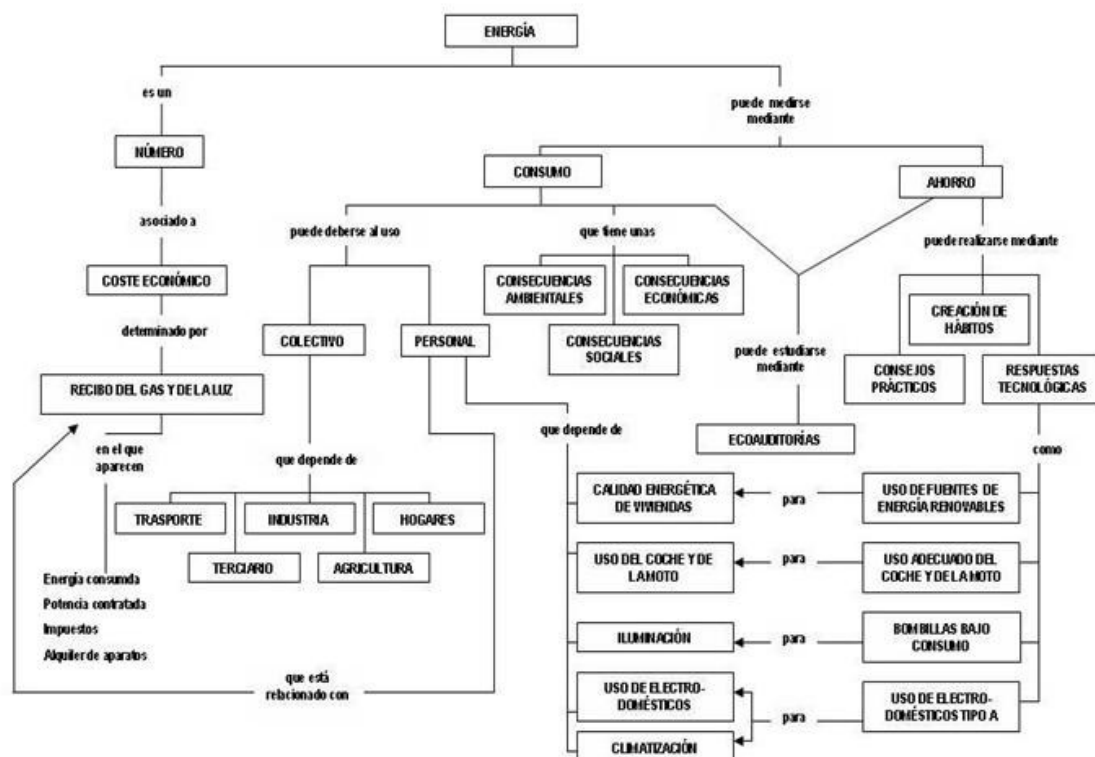 ENERGÍA
es un
puede medirse
mediante
NÚMERO
CONSUMO
AHORRO
asociado a
puede deberse al uso
que tiene unas
puede realizarse mediante
COSTE ECONÓMICO
CONSECUENCIAS
AMBIENTALES
CONSECUENCIAS
ECONÓMICAS
CREACIÓN DE
HÁBITOS
determinado por
COLECTIVO
PERSONAL
CONSECUENCIAS
SOCIALES
puede estudiarse
mediante
CONSEJOS
PRÁCTICOS
RESPUESTAS
TECNOLÓGICAS
RECIBO DEL GAS Y DE LA LUZ
que depende de
ECOAUDITORÍAS
en el que
aparecen
como
que depende de
CALIDAD ENERGÉTICA
DE VIVIENDAS
para
USO DE FUENTES DE
ENERGÍA RENOVABLES
TRASPORTE
INDUSTRIA
HOGARES
TERCIARIO
AGRICULTURA
USO DEL COCHE Y DE
LA MOTO
para
USO ADECUADO DEL
COCHE Y DE LA MOTO
Energía consumida
Potencia contratada
Impuestos
Alquiler de aparatos
ILUMINACIÓN
para
BOMBILLAS BAJO
CONSUMO
que está
relacionado con
USO DE ELECTRO-
DOMÉSTICOS
para
USO DE ELECTRO-
DOMÉSTICOS TIPO A
CLIMATIZACIÓN